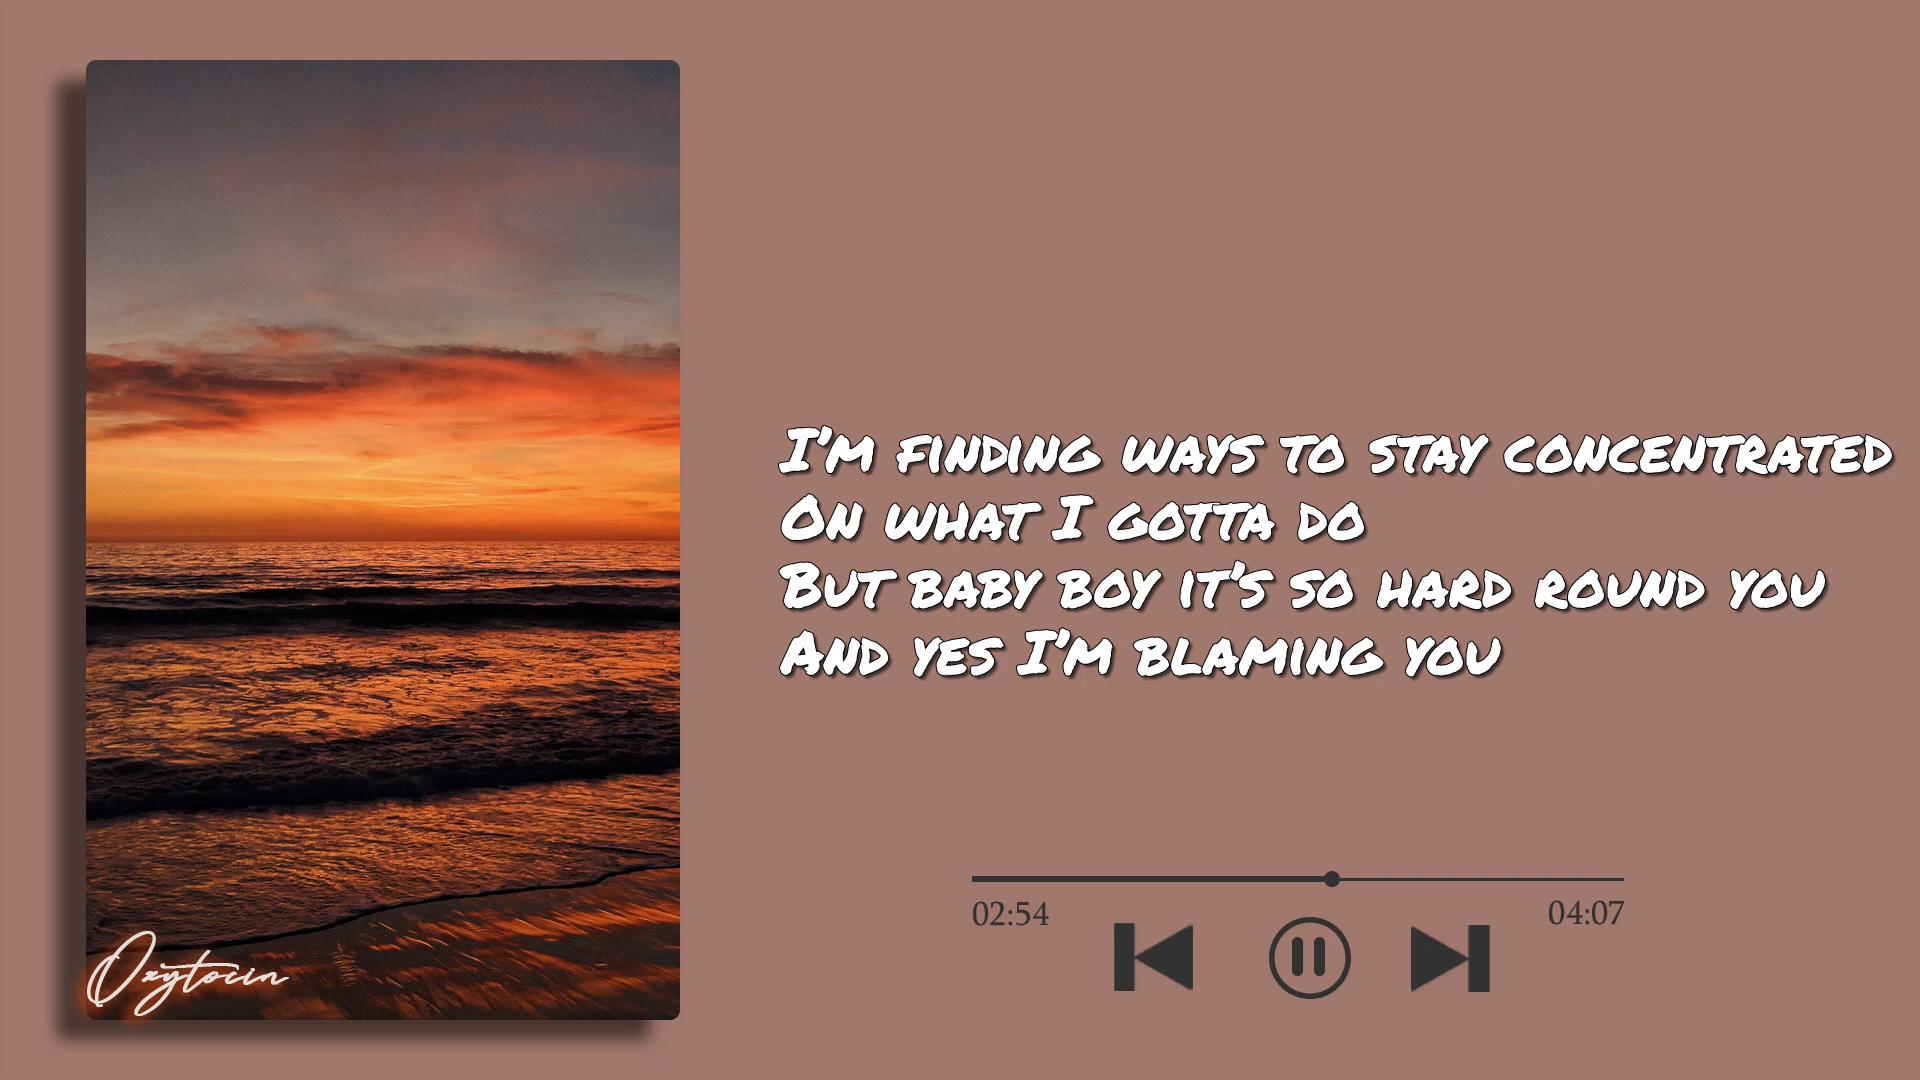 I'm finding ways to stay concentrated
On what I gotta do
But baby boy it's so hard round you
And yes I'm blaming you
02:54
04:07
Oxytocin